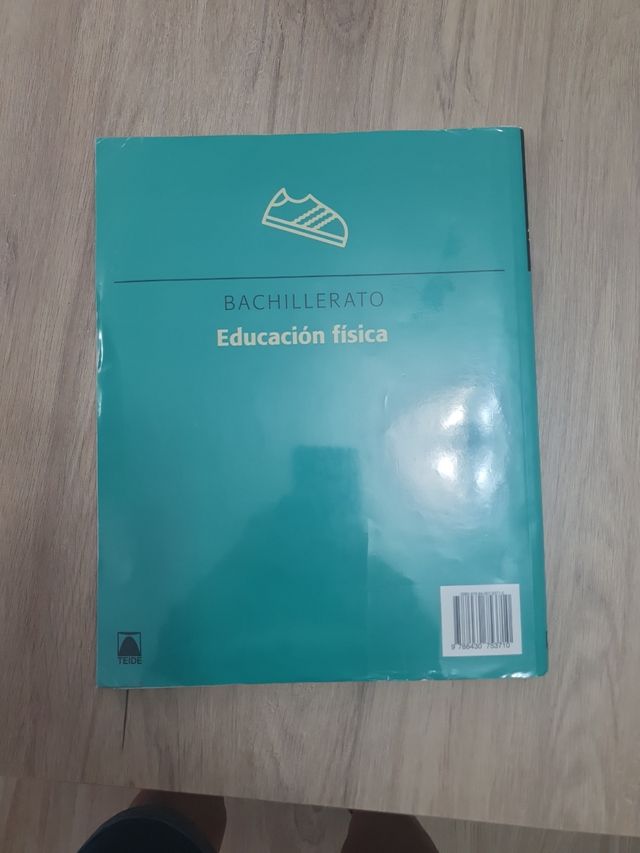 BACHILLERATO
Educación física
9 788430 753710
TEIDE